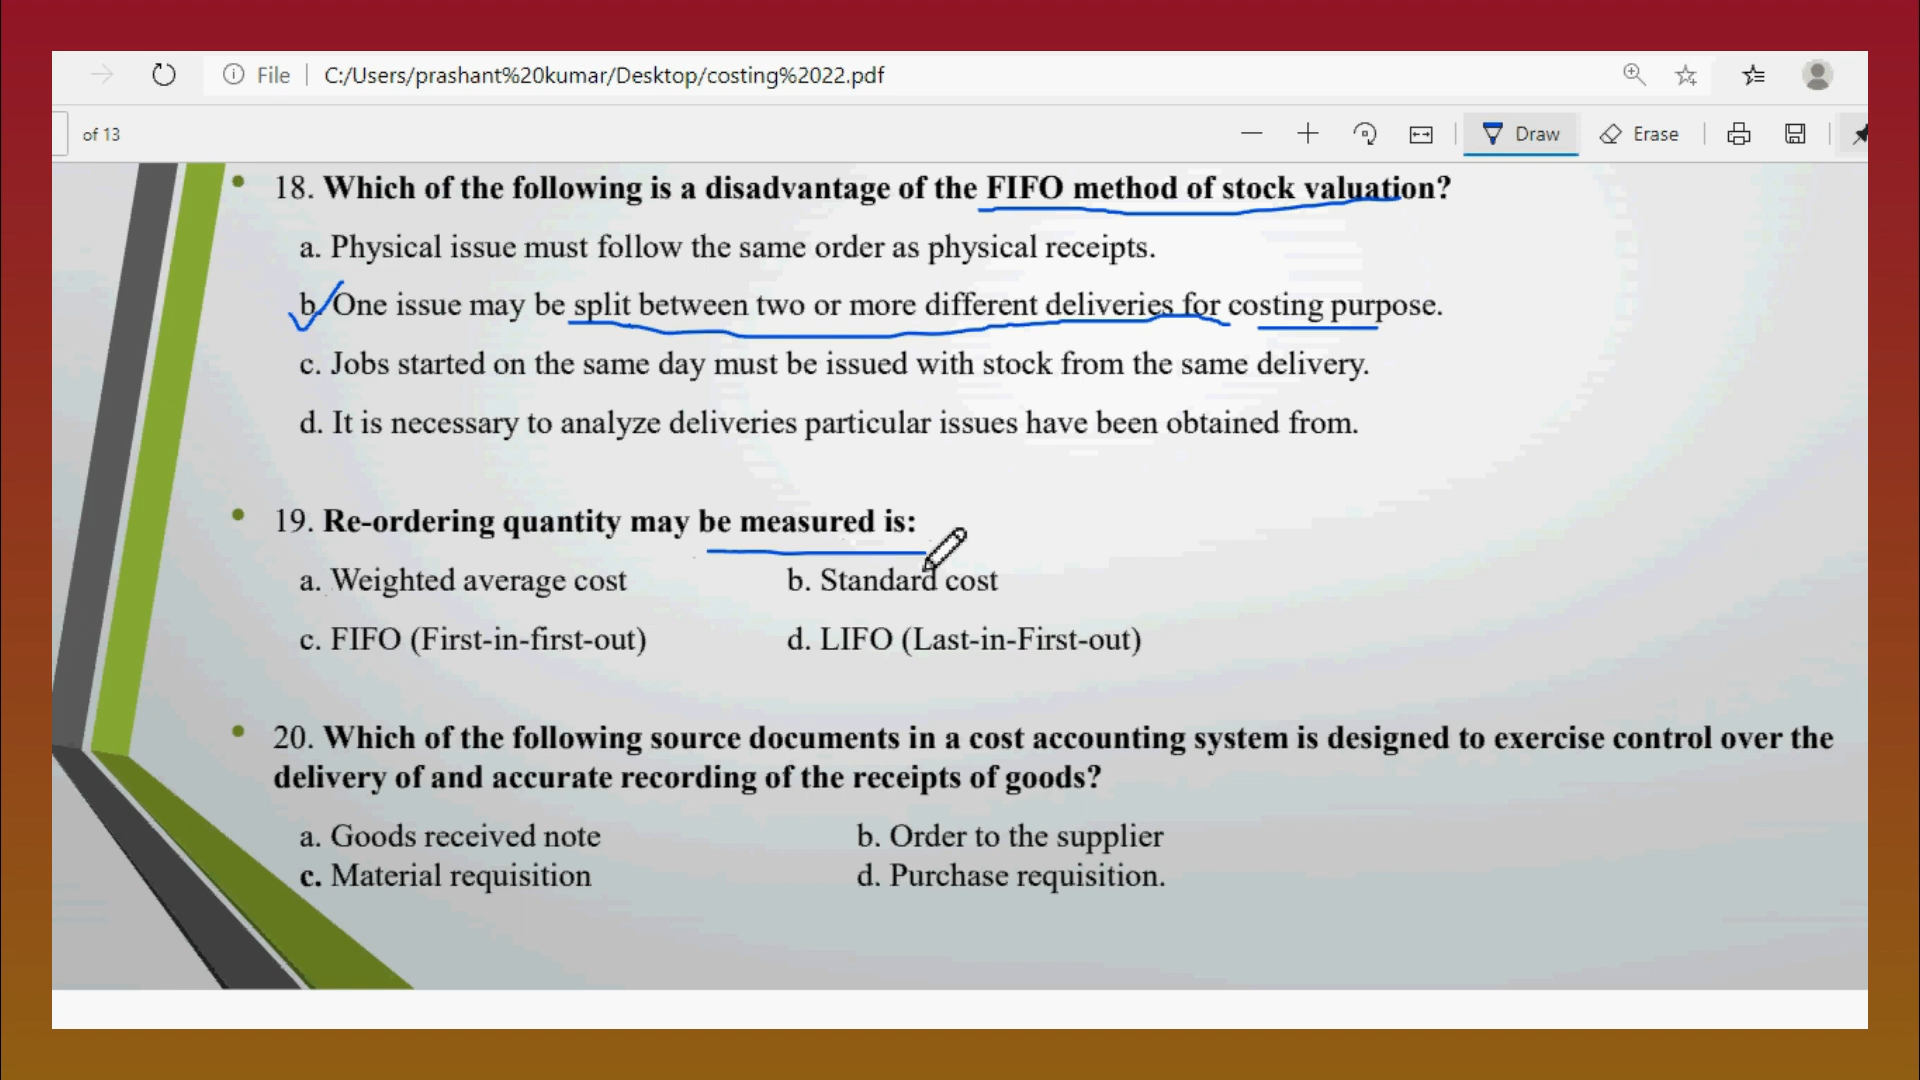 File | C:/Users/prashant%20kumar/Desktop/costing%2022.pdf
of 13
Draw
Erase
18. Which of the following is a disadvantage of the FIFO method of stock valuation?
a. Physical issue must follow the same order as physical receipts.
b. One issue may be split between two or more different deliveries for costing purpose.
c. Jobs started on the same day must be issued with stock from the same delivery.
d. It is necessary to analyze deliveries particular issues have been obtained from.
19. Re-ordering quantity may be measured is:
a. Weighted average cost b. Standard cost
c. FIFO (First-in-first-out) d. LIFO (Last-in-First-out)
20. Which of the following source documents in a cost accounting system is designed to exercise control over the
delivery of and accurate recording of the receipts of goods?
a. Goods received note b. Order to the supplier
c. Material requisition d. Purchase requisition.